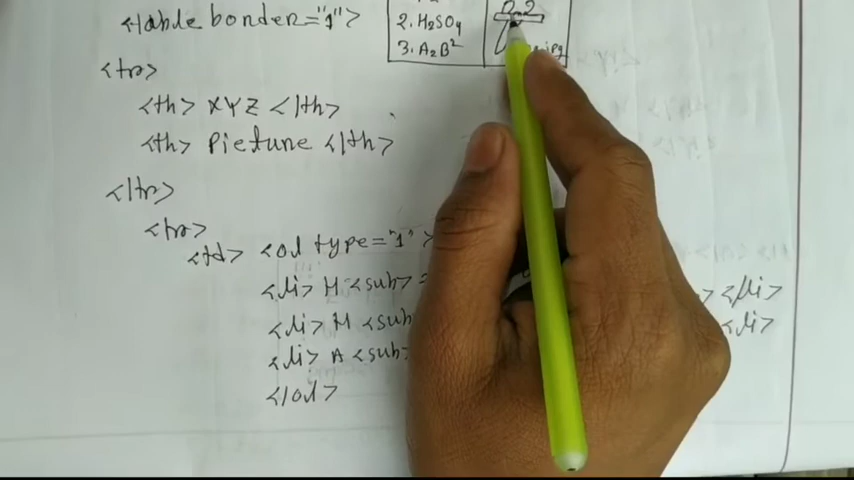 <table border="1">
2. H₂SO₄
3. A₂B²
<tr>
<th> XYZ </th>
<th> Picture </th>
</tr>
<tr>
<td> <ol type="1">
<li> H <sub> </li>
<li> H <sub <li>
<li> A <sub>
</ol>